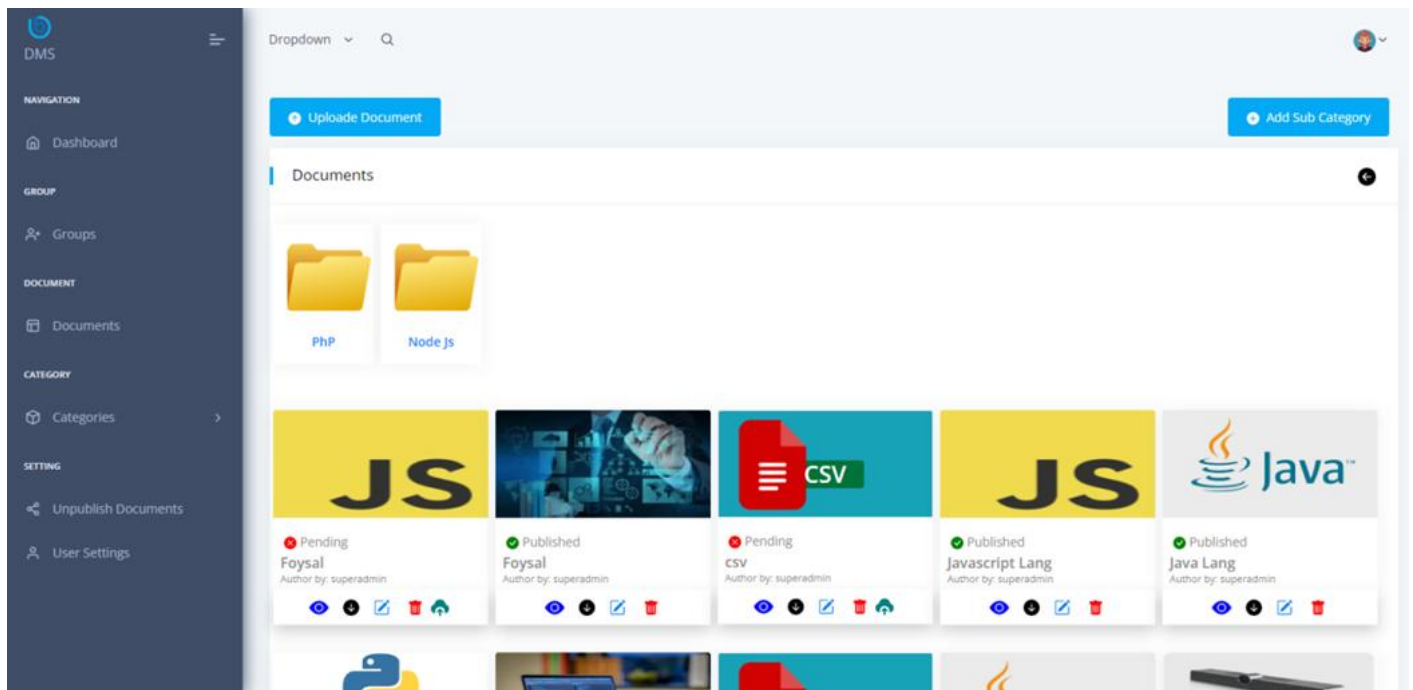 DMS
Dropdown
NAVIGATION
Dashboard
GROUP
Groups
DOCUMENT
Documents
CATEGORY
Categories
SETTING
Unpublish Documents
User Settings
Uploade Document
Add Sub Category
Documents
PhP
Node Js
JS
CSV
JS
Java
Pending
Foysal
Author by: superadmin
Published
Foysal
Author by: superadmin
Pending
csv
Author by: superadmin
Published
Javascript Lang
Author by: superadmin
Published
Java Lang
Author by: superadmin